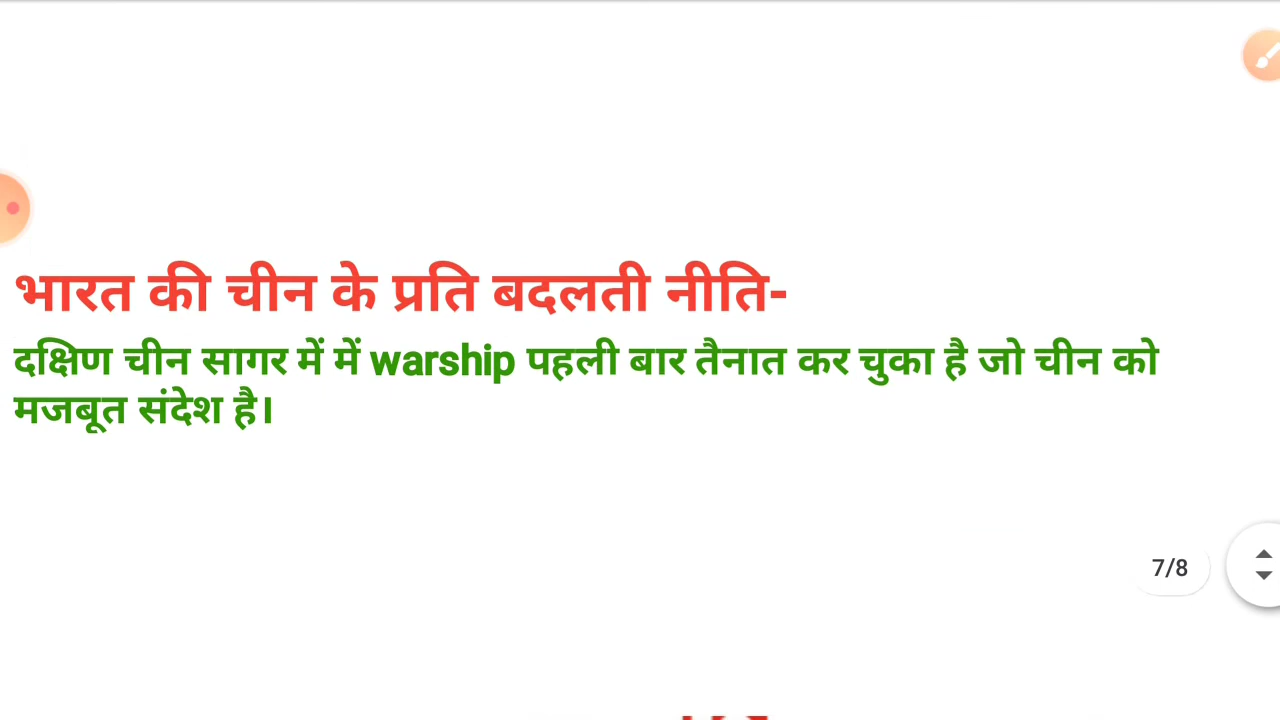 भारत की चीन के प्रति बदलती नीति-
दक्षिण चीन सागर में में warship पहली बार तैनात कर चुका है जो चीन को
मजबूत संदेश है।
7/8